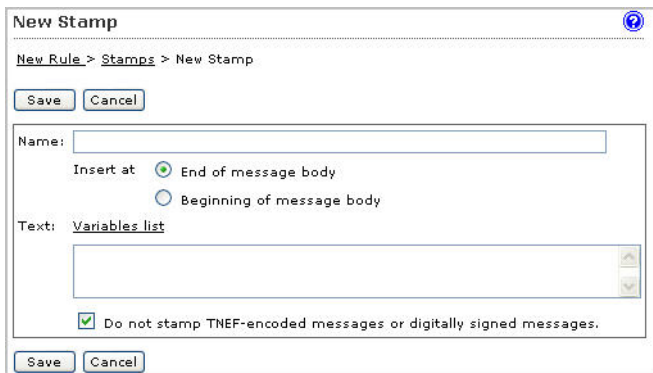 New Stamp ?
New Rule > Stamps > New Stamp
Save Cancel
Name:
Insert at End of message body
Beginning of message body
Text: Variables list
Do not stamp TNEF-encoded messages or digitally signed messages.
Save Cancel